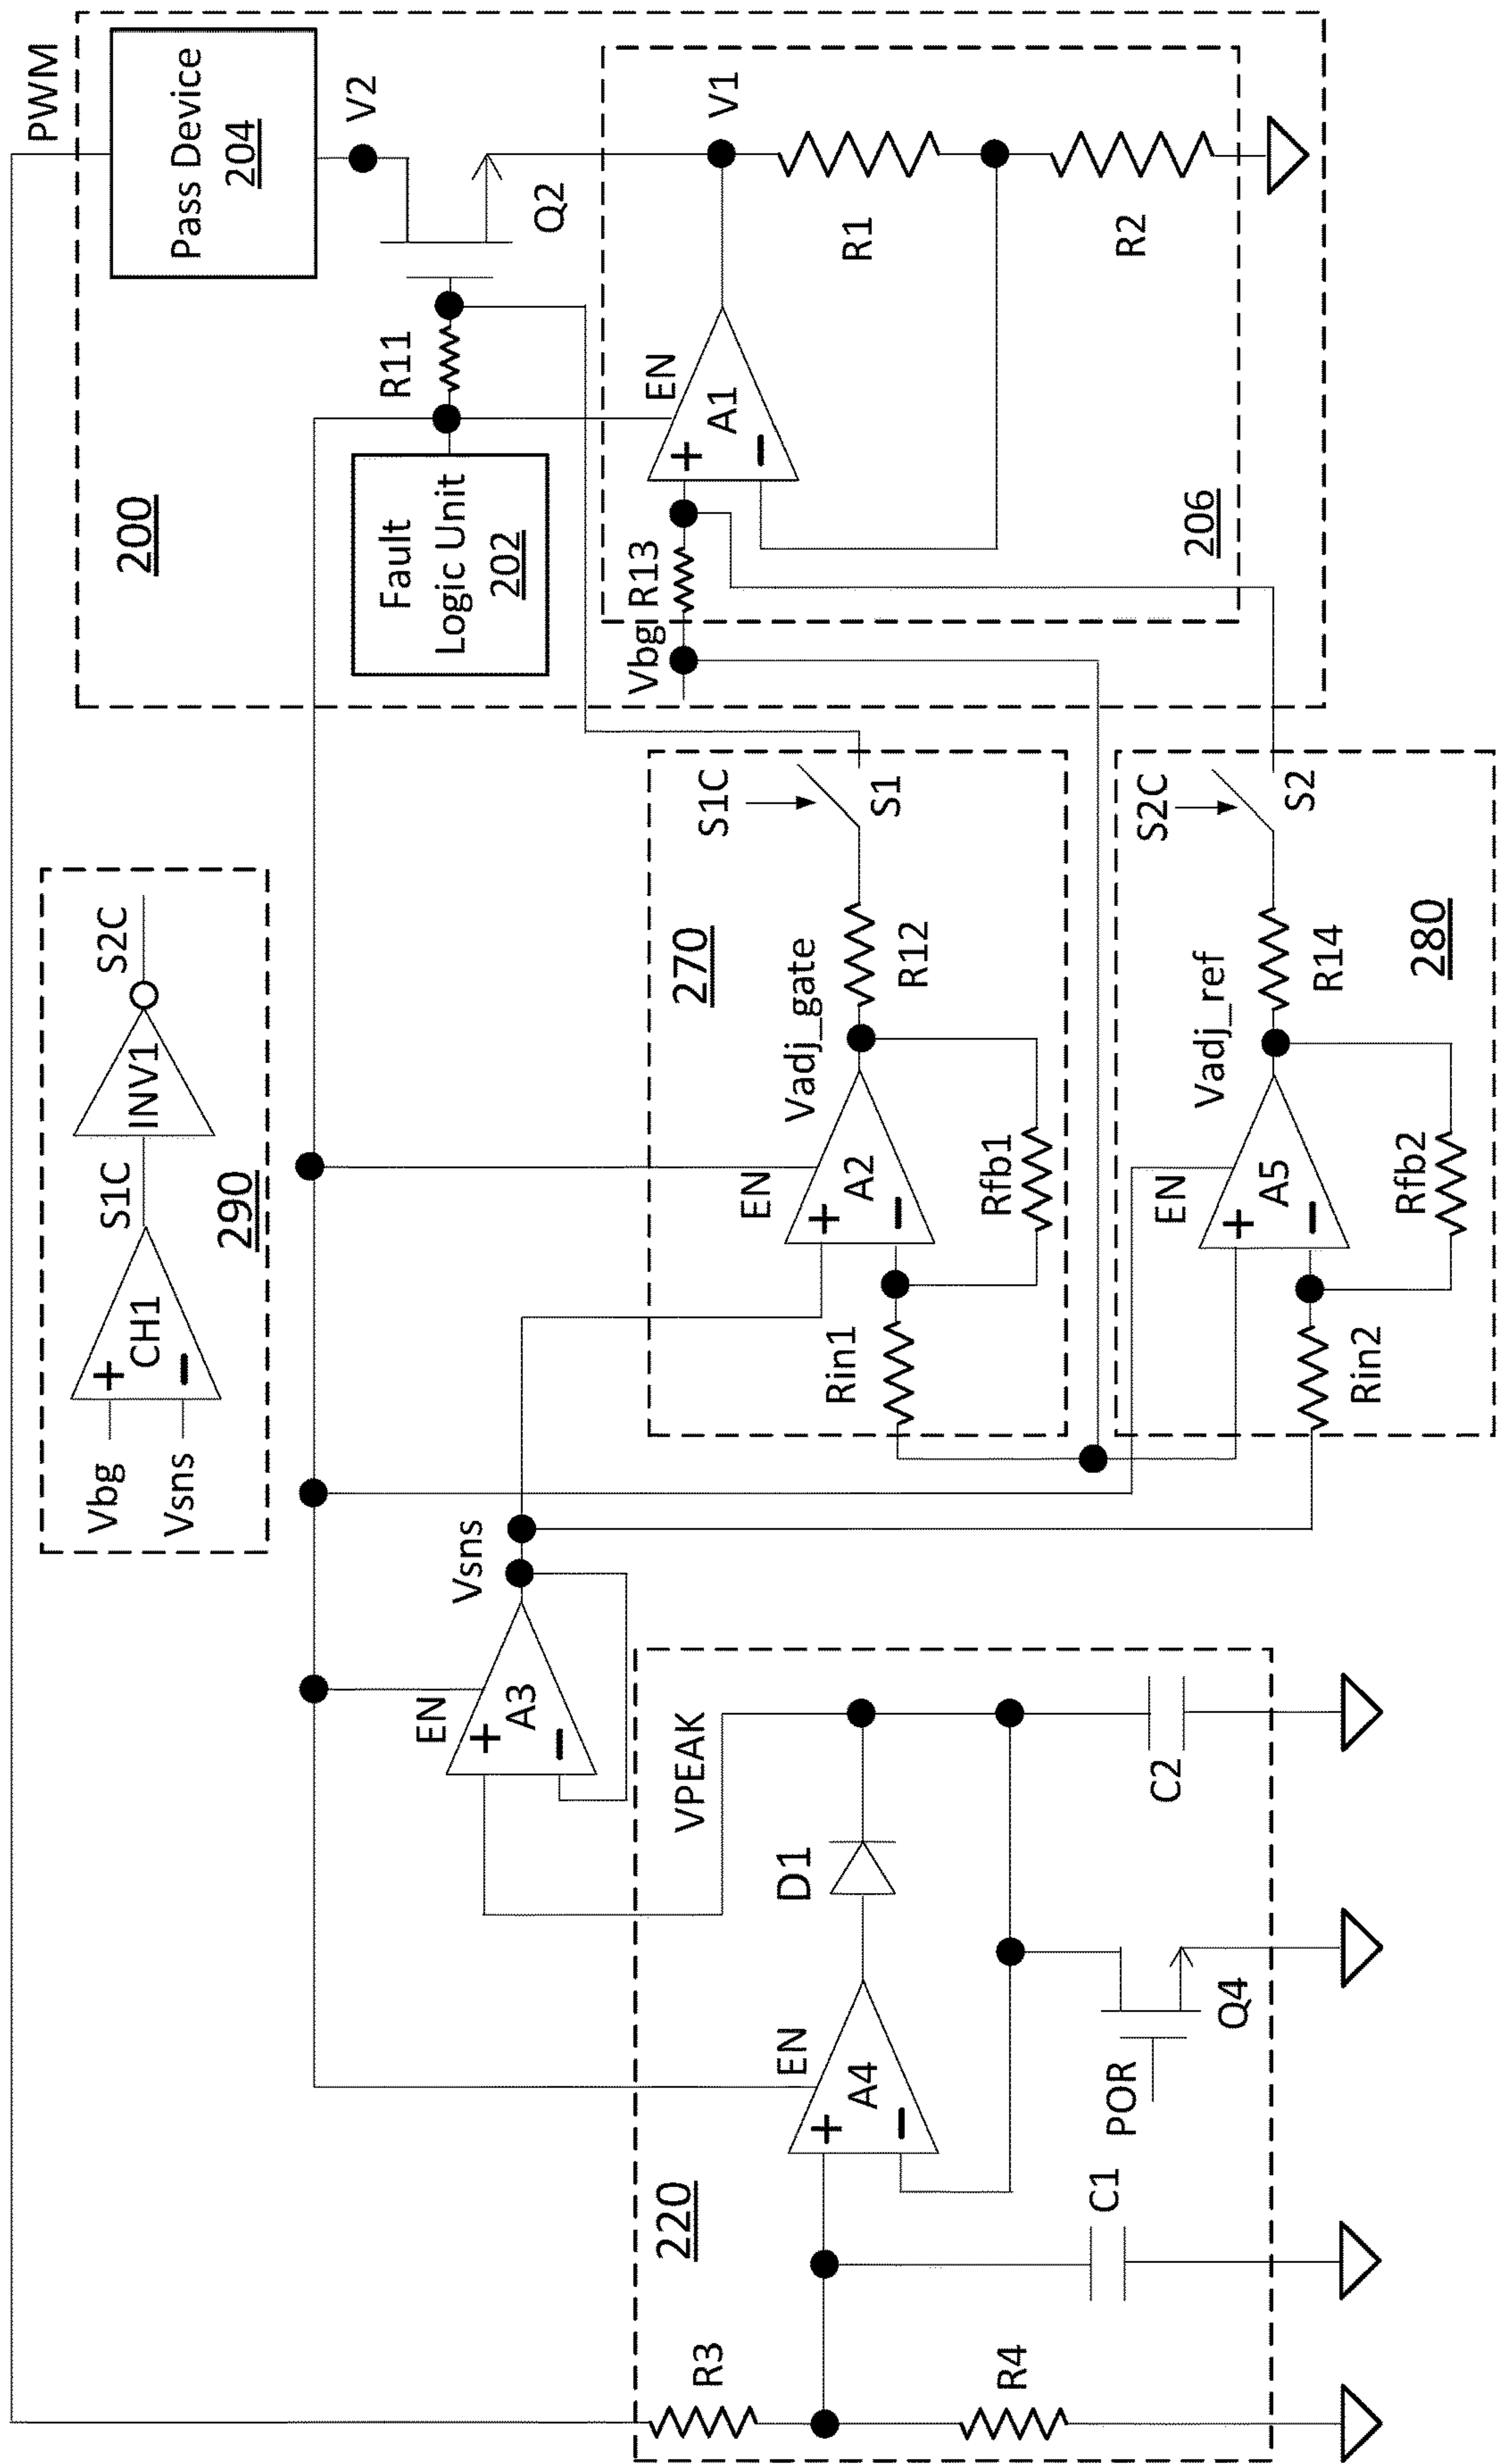 PWM
Pass Device
204
V2
Q2
V1
R1
R2
R11
EN
A1
+
−
200
Fault
Logic Unit
202
Vbg
R13
206
S1C
S1
S2C
S2
290
Vbg
Vsns
+
−
CH1
S1C
INV1
S2C
270
Vadj_gate
R12
EN
A2
+
−
Rin1
Rfb1
280
Vadj_ref
R14
EN
A5
+
−
Rin2
Rfb2
Vsns
EN
A3
+
−
VPEAK
220
D1
EN
A4
+
−
C2
POR
Q4
C1
R3
R4